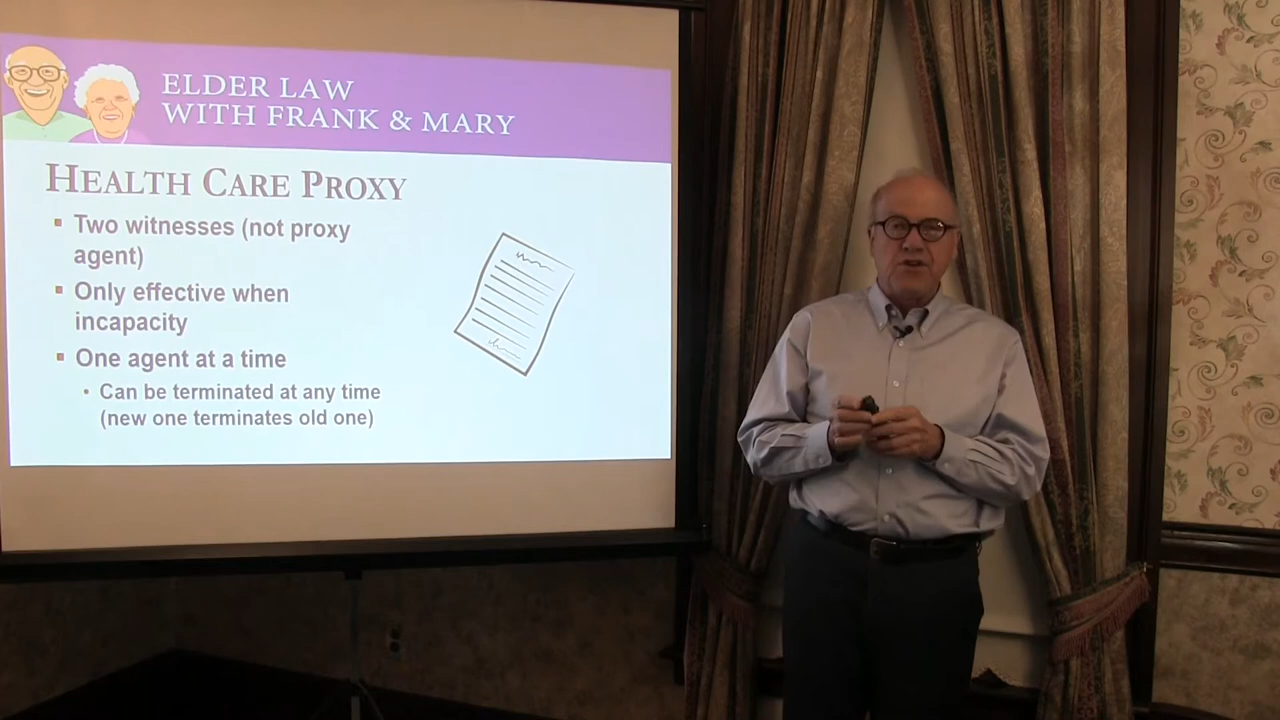 ELDER LAW
WITH FRANK & MARY
HEALTH CARE PROXY
Two witnesses (not proxy
agent)
Only effective when
incapacity
One agent at a time
Can be terminated at any time
(new one terminates old one)